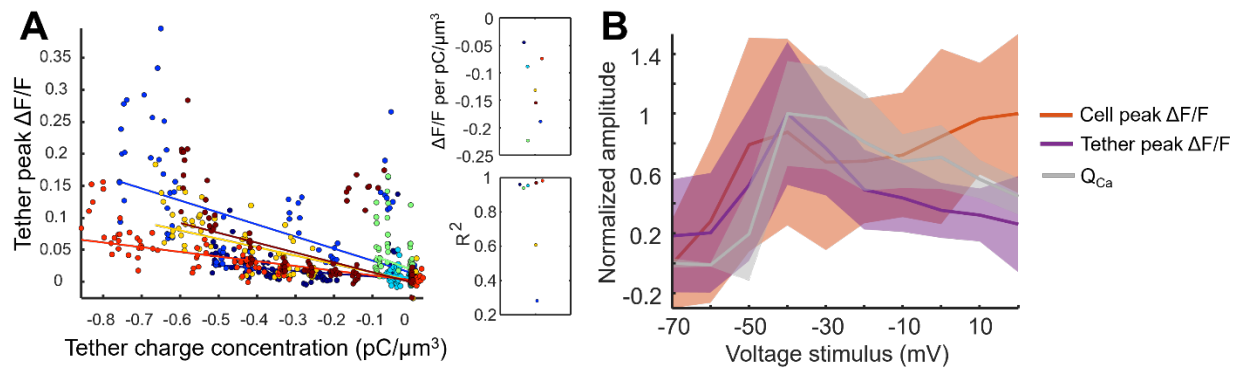 A
Tether peak ΔF/F
0.35
0.3
0.25
0.2
0.15
0.1
0.05
0
-0.8 -0.7 -0.6 -0.5 -0.4 -0.3 -0.2 -0.1 0
Tether charge concentration (pC/μm³)
ΔF/F per pC/μm³
0
-0.05
-0.1
-0.15
-0.2
-0.25
R²
1
0.8
0.6
0.4
0.2
B
Normalized amplitude
1.4
1
0.6
0.2
-0.2
-70 -50 -30 -10 10
Voltage stimulus (mV)
Cell peak ΔF/F
Tether peak ΔF/F
Q_Ca